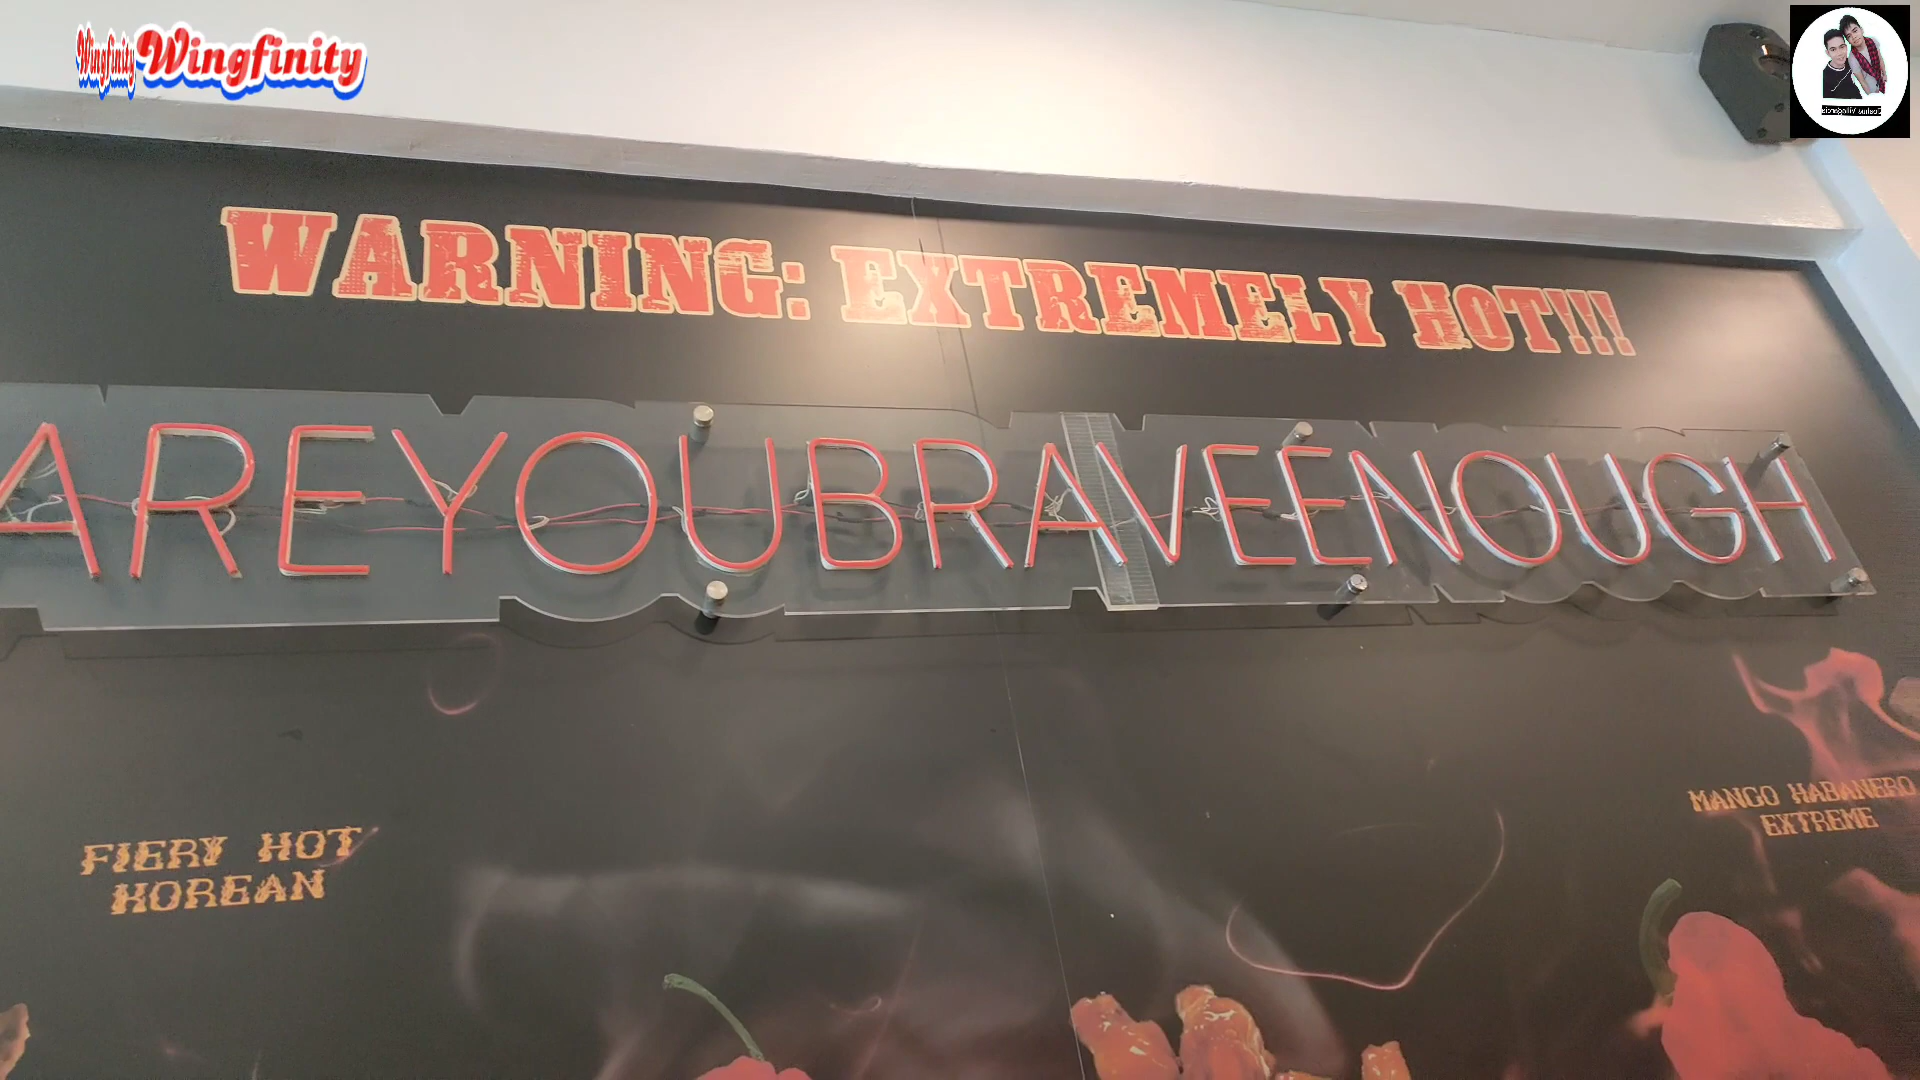 Wingfinity Wingfinity
WARNING: EXTREMELY HOT!!!
AREYOUBRAVEENOUGH
MANGO HABANERO
EXTREME
FIERY HOT
KOREAN